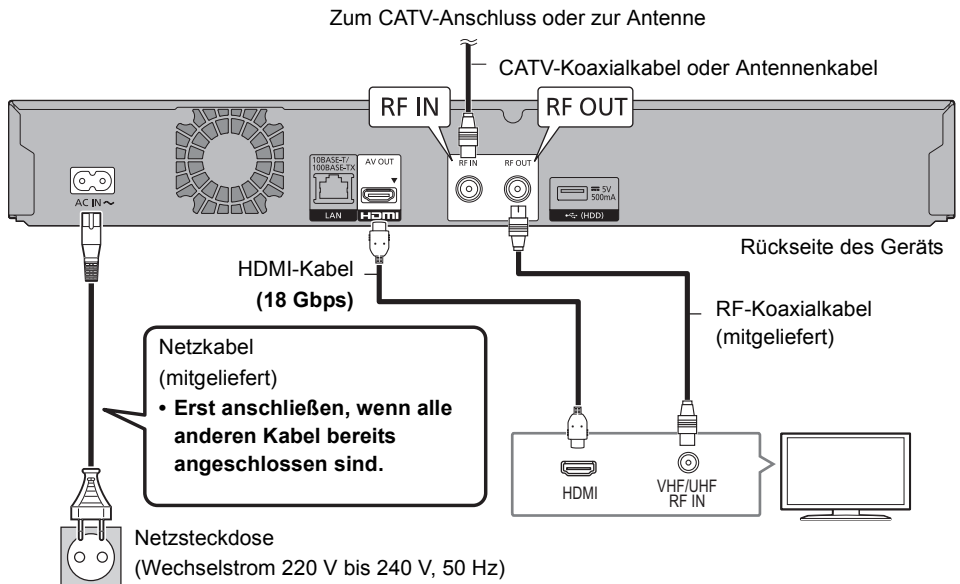 Zum CATV-Anschluss oder zur Antenne
CATV-Koaxialkabel oder Antennenkabel
RF IN
RF OUT
10BASE-T/
100BASE-TX
AV OUT
RF IN
RF OUT
5V
500mA
AC IN
LAN
HDMI
(HDD)
Rückseite des Geräts
HDMI-Kabel
(18 Gbps)
RF-Koaxialkabel
(mitgeliefert)
Netzkabel
(mitgeliefert)
• Erst anschließen, wenn alle
anderen Kabel bereits
angeschlossen sind.
HDMI
VHF/UHF
RF IN
Netzsteckdose
(Wechselstrom 220 V bis 240 V, 50 Hz)